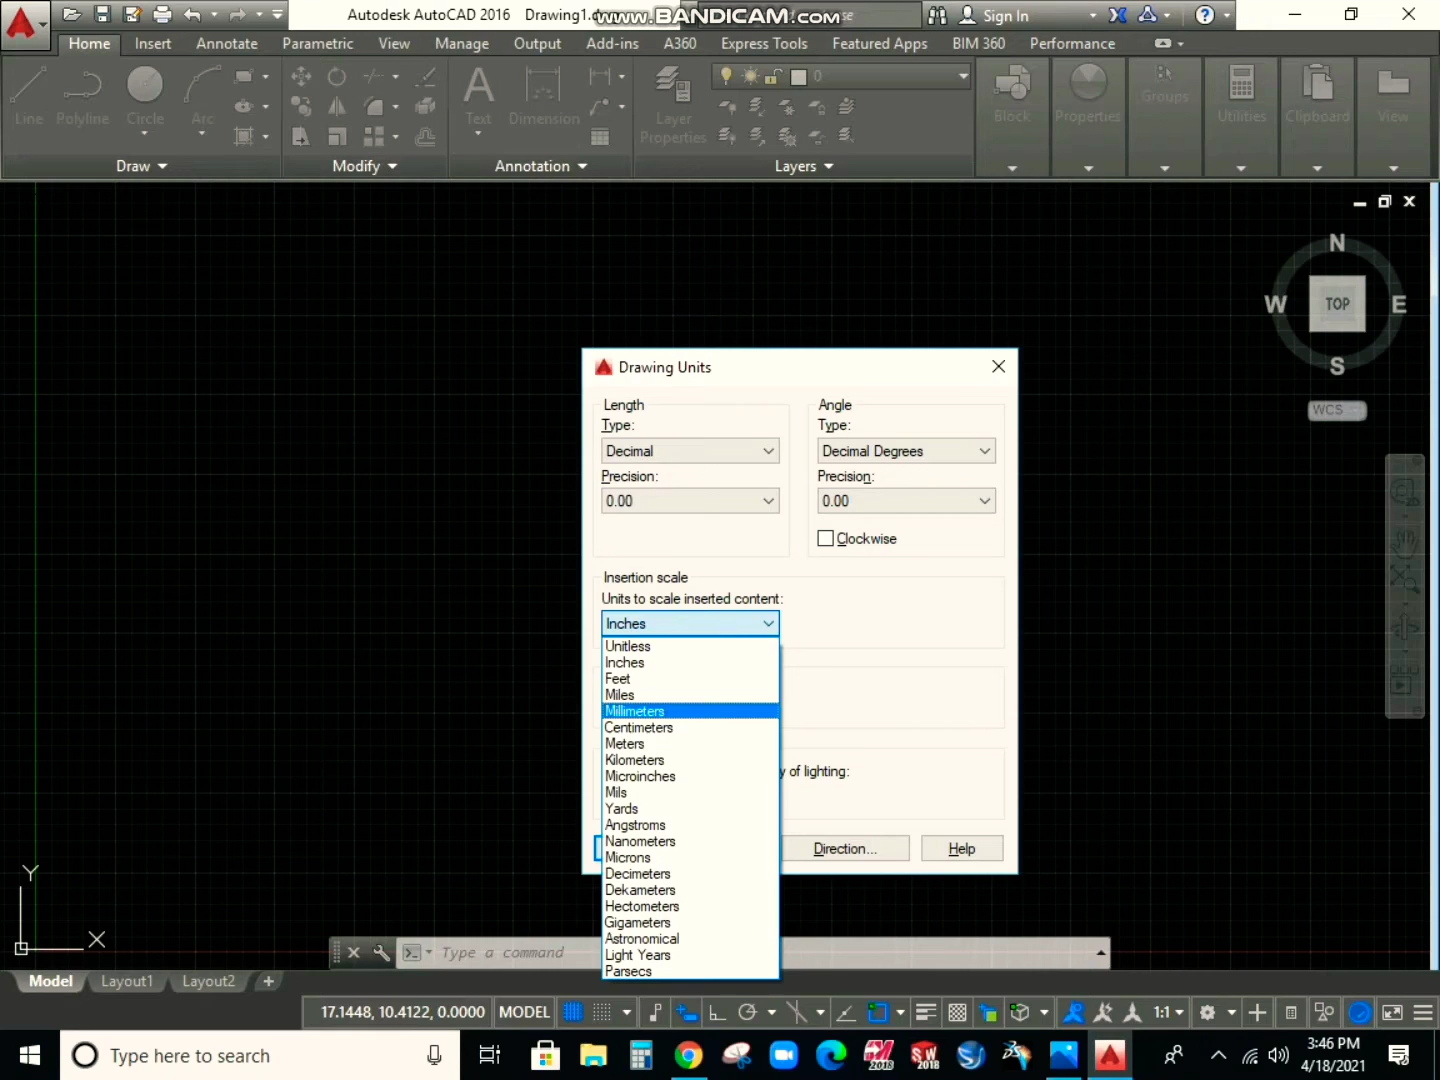 Autodesk AutoCAD 2016 Drawing1.d
www.BANDICAM.com
Sign In
Home Insert Annotate Parametric View Manage Output Add-ins A360 Express Tools Featured Apps BIM 360 Performance
0
Line Polyline Circle Arc
Text Dimension
Layer
Properties
Block Properties Groups Utilities Clipboard View
Draw Modify Annotation Layers
N
W TOP E
S
WCS
Drawing Units
Length
Type:
Decimal
Precision:
0.00
Angle
Type:
Decimal Degrees
Precision:
0.00
Clockwise
Insertion scale
Units to scale inserted content:
Inches
Unitless
Inches
Feet
Miles
Millimeters
Centimeters
Meters
Kilometers
Microinches
Mils
Yards
Angstroms
Nanometers
Microns
Decimeters
Dekameters
Hectometers
Gigameters
Astronomical
Light Years
Parsecs
of lighting:
Direction... Help
Y
X
Type a command
Model Layout1 Layout2 +
17.1448, 10.4122, 0.0000 MODEL 1:1
Type here to search
2018
SW
2018
3:46 PM
4/18/2021